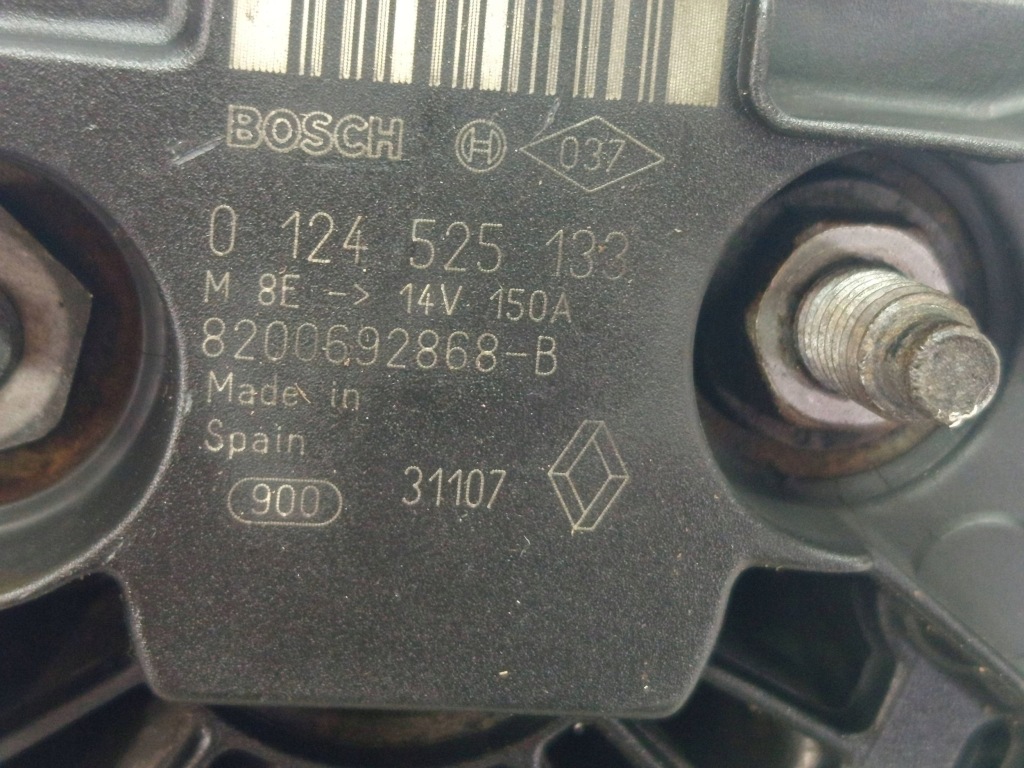 BOSCH H 037
0 124 525 133
M 8E -> 14V 150A
8200692868-B
Made in
Spain
900 31107